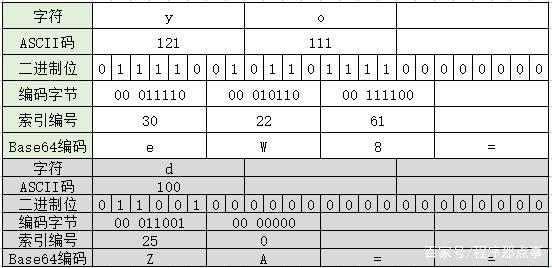 字符 y o
ASCII码 121 111
二进制位 0 1 1 1 1 0 0 1 0 1 1 0 1 1 1 1 0 0 0 0 0 0 0 0
编码字节 00 011110 00 010110 00 111100
索引编号 30 22 61
Base64编码 e W 8 =
字符 d
ASCII码 100
二进制位 0 1 1 0 0 1 0 0 0 0 0 0 0 0 0 0 0 0 0 0 0 0 0 0
编码字节 00 011001 00 00000
索引编号 25 0
Base64编码 Z A = =
百家号/程序那点事